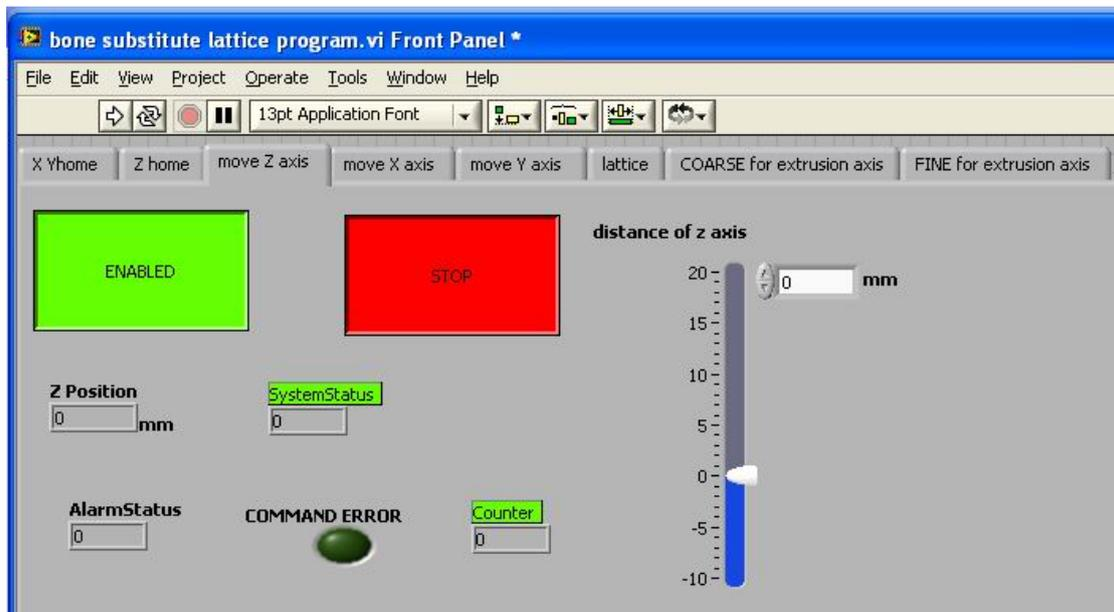 bone substitute lattice program.vi Front Panel *
File Edit View Project Operate Tools Window Help
13pt Application Font
X Yhome Z home move Z axis move X axis move Y axis lattice COARSE for extrusion axis FINE for extrusion axis
ENABLED STOP distance of z axis
20 0 mm
15
10
5
0
-5
-10
Z Position SystemStatus
0 mm 0
AlarmStatus COMMAND ERROR Counter
0 0